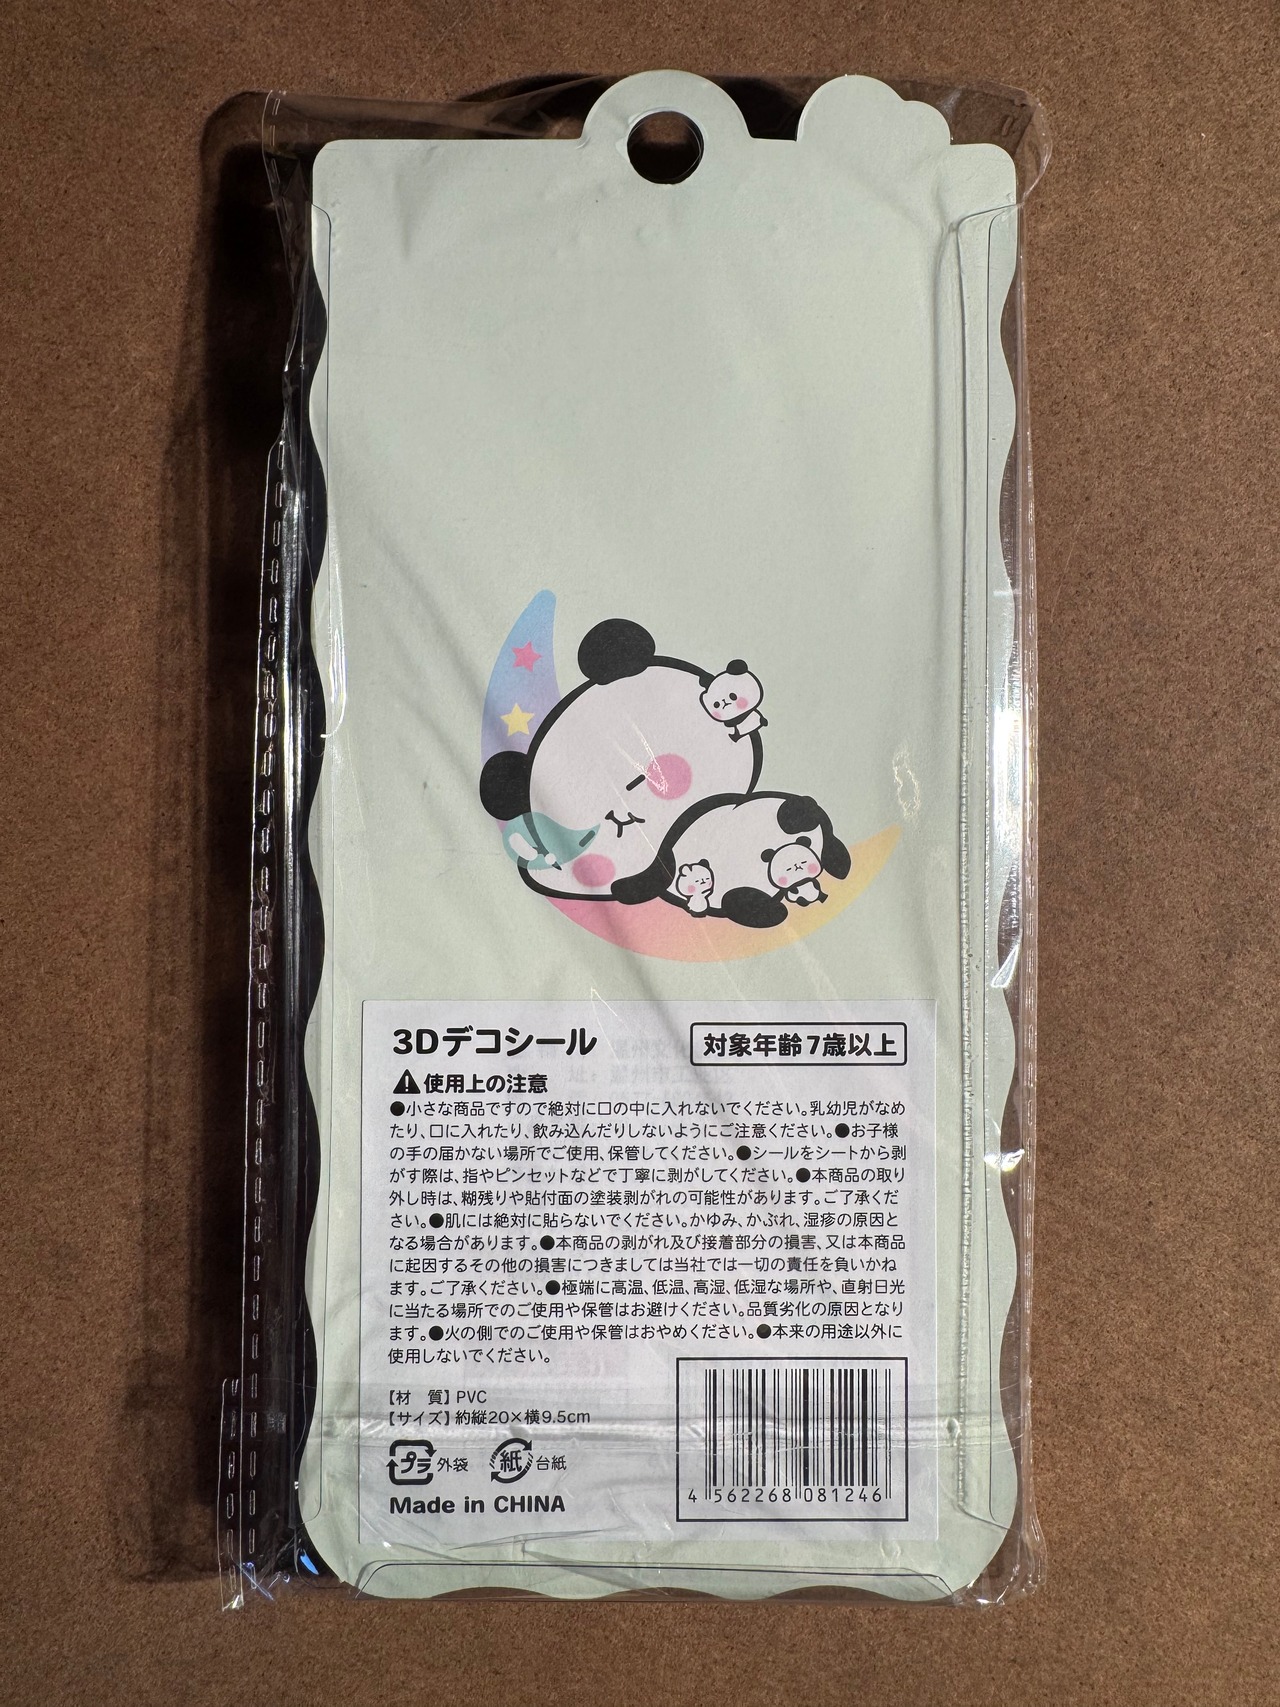 3Dデコシール
対象年齢7歳以上
使用上の注意
●小さな商品ですので絶対に口の中に入れないでください。乳幼児がなめ
たり、口に入れたり、飲み込んだりしないようにご注意ください。●お子様
の手の届かない場所でご使用、保管してください。●シールをシートから剥
がす際は、指やピンセットなどで丁寧に剥がしてください。●本商品の取り
外し時は、糊残りや貼付面の塗装剥がれの可能性があります。ご了承くだ
さい。●肌には絶対に貼らないでください。かゆみ、かぶれ、湿疹の原因と
なる場合があります。●本商品の剥がれ及び接着部分の損害、又は本商品
に起因するその他の損害につきましては当社では一切の責任を負いかね
ます。ご了承ください。●極端に高温、低温、高湿、低湿な場所や、直射日光
に当たる場所でのご使用や保管はお避けください。品質劣化の原因となり
ます。●火の側でのご使用や保管はおやめください。●本来の用途以外に
使用しないでください。
【材　質】PVC
【サイズ】約縦20×横9.5cm
プラ 外袋 紙 台紙
Made in CHINA
4 562268 081246